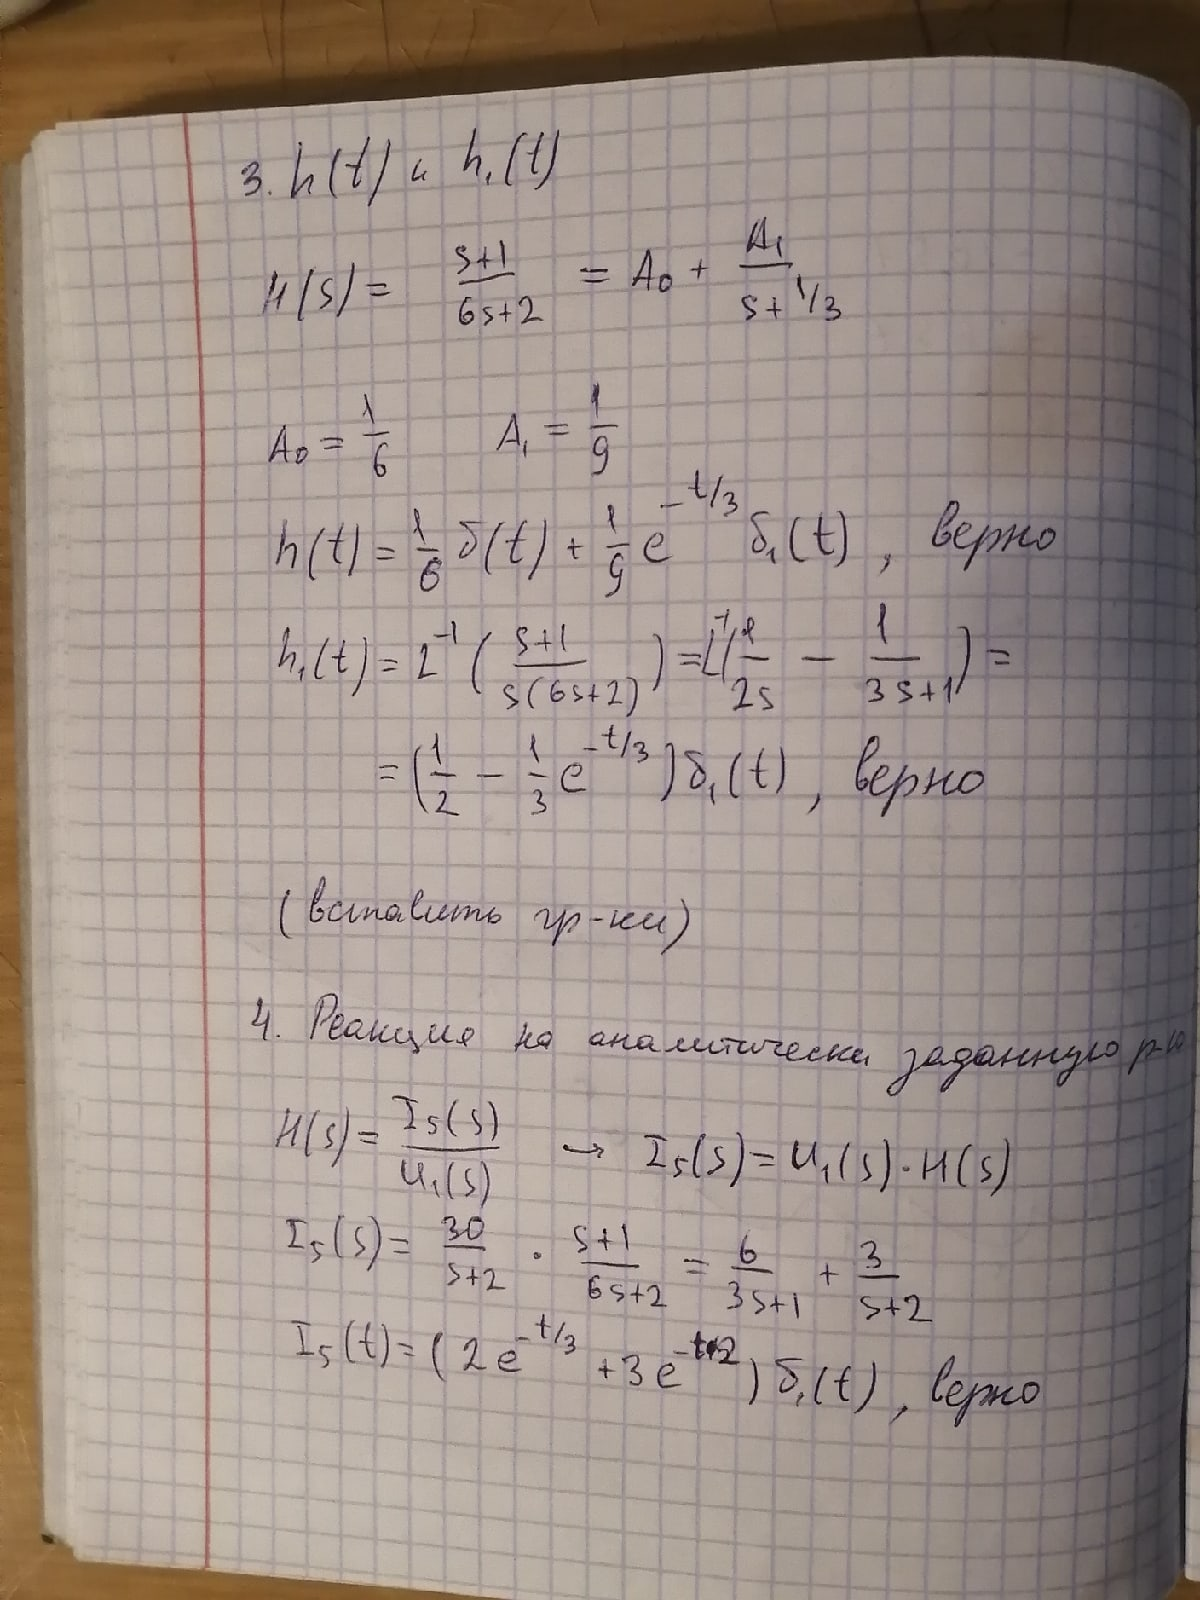 3. h(t) и h₁(t)
H(s) = (s+1)/(6s+2) = A₀ + A₁/(s+1/3)
A₀ = 1/6 A₁ = 1/9
h(t) = 1/6 δ(t) + 1/9 e^(-t/3) δ₁(t), верно
h₁(t) = L⁻¹((s+1)/(s(6s+2))) = L⁻¹(1/(2s) − 1/(3s+1)) =
= (1/2 − 1/3 e^(-t/3)) δ₁(t), верно
(вставить гр-ки)
4. Реакция на аналитически заданную р-ю
H(s) = I₅(s)/U₁(s) → I₅(s) = U₁(s)·H(s)
I₅(s) = 30/(s+2) · (s+1)/(6s+2) = 6/(3s+1) + 3/(s+2)
I₅(t) = (2e^(-t/3) + 3e^(-t·2)) δ₁(t), верно